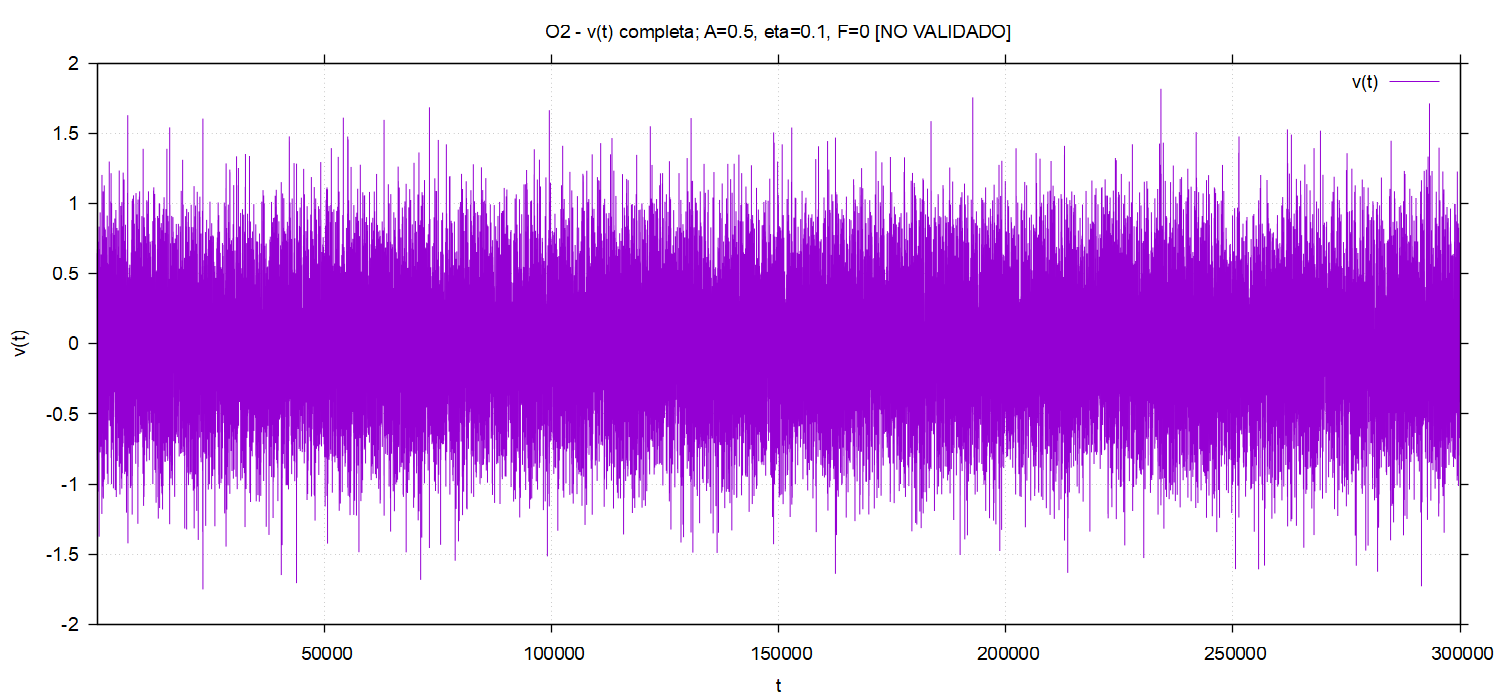 O2 - v(t) completa; A=0.5, eta=0.1, F=0 [NO VALIDADO]
v(t)
2
1.5
1
0.5
0
-0.5
-1
-1.5
-2
v(t)
50000 100000 150000 200000 250000 300000
t